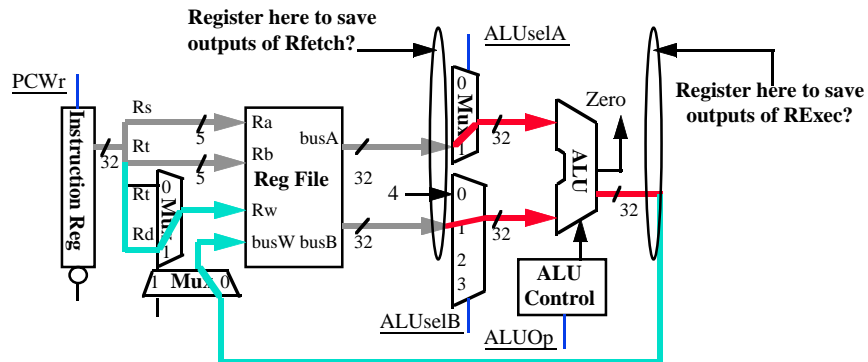 Register here to save
outputs of Rfetch?
ALUselA
PCWr
Register here to save
outputs of RExec?
Zero
Instruction Reg
32
Rs
5
Rt
5
Rt
Rd
0
Mux
1
1 Mux 0
Ra
Rb
Reg File
Rw
busW busB
busA
32
32
4
0
Mux
1
32
0
1
2
3
32
ALU
32
ALU
Control
ALUselB
ALUOp